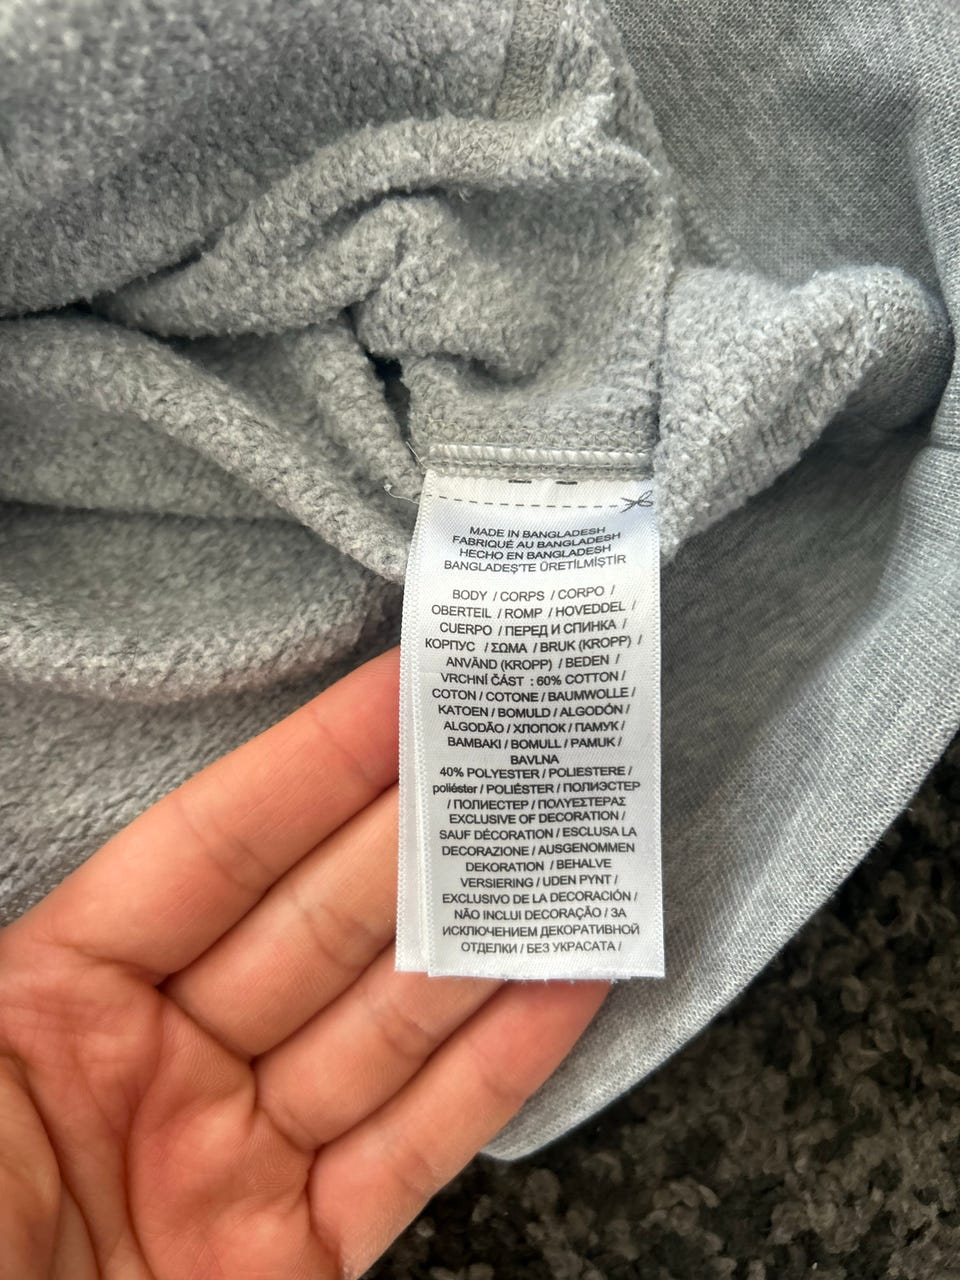 MADE IN BANGLADESH
FABRIQUÉ AU BANGLADESH
HECHO EN BANGLADESH
BANGLADEŞ'TE ÜRETİLMİŞTİR
BODY / CORPS / CORPO /
OBERTEIL / ROMP / HOVEDDEL /
CUERPO / ПЕРЕД И СПИНКА /
КОРПУС / ΣΩΜΑ / BRUK (KROPP) /
ANVÄND (KROPP) / BEDEN /
VRCHNÍ ČÁST : 60% COTTON /
COTON / COTONE / BAUMWOLLE /
KATOEN / BOMULD / ALGODÓN /
ALGODÃO / ХЛОПОК / ПАМУК /
BAMBAKI / BOMULL / PAMUK /
BAVLNA
40% POLYESTER / POLIESTERE /
poliéster / POLIÉSTER / ПОЛИЭСТЕР
/ ПОЛИЕСТЕР / ΠΟΛΥΕΣΤΕΡΑΣ
EXCLUSIVE OF DECORATION /
SAUF DÉCORATION / ESCLUSA LA
DECORAZIONE / AUSGENOMMEN
DEKORATION / BEHALVE
VERSIERING / UDEN PYNT /
EXCLUSIVO DE LA DECORACIÓN /
NÃO INCLUI DECORAÇÃO / ЗА
ИСКЛЮЧЕНИЕМ ДЕКОРАТИВНОЙ
ОТДЕЛКИ / БЕЗ УКРАСАТА /